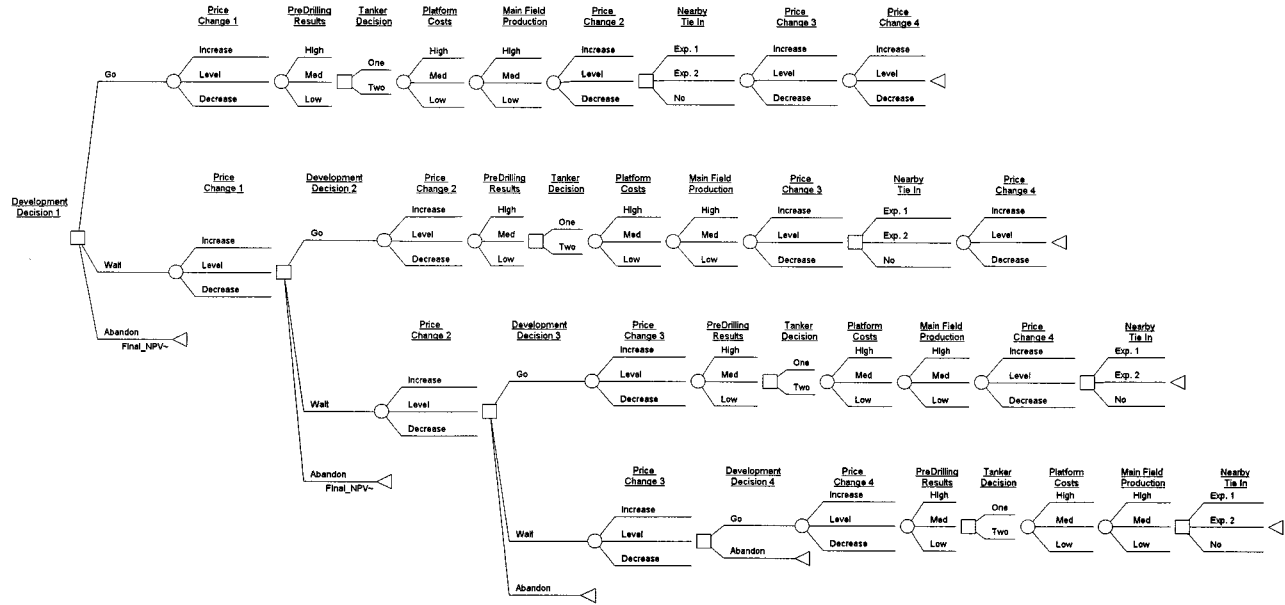 Price PreDrilling Tanker Platform Main Field Price Nearby Price Price
Change 1 Results Decision Costs Production Change 2 Tie In Change 3 Change 4
Increase High One High High Increase Exp. 1 Increase Increase
Go Level Med Two Med Med Level Exp. 2 Level Level
Decrease Low Low Low Decrease No Decrease Decrease
Price Development Price PreDrilling Tanker Platform Main Field Price Nearby Price
Change 1 Decision 2 Change 2 Results Decision Costs Production Change 3 Tie In Change 4
Development
Decision 1
Increase High One High High Increase Exp. 1 Increase
Go Level Med Two Med Med Level Exp. 2 Level
Decrease Low Low Low Decrease No Decrease
Increase
Wait Level
Decrease
Abandon
Final_NPV~
Price Development Price PreDrilling Tanker Platform Main Field Price Nearby
Change 2 Decision 3 Change 3 Results Decision Costs Production Change 4 Tie In
Increase High One High High Increase Exp. 1
Go Level Med Two Med Med Level Exp. 2
Decrease Low Low Low Decrease No
Increase
Wait Level
Decrease
Abandon
Final_NPV~
Price Development Price PreDrilling Tanker Platform Main Field Nearby
Change 3 Decision 4 Change 4 Results Decision Costs Production Tie In
Increase High One High High Exp. 1
Go Level Med Two Med Med Exp. 2
Decrease Low Low Low No
Increase
Wait Level
Decrease
Abandon
Abandon